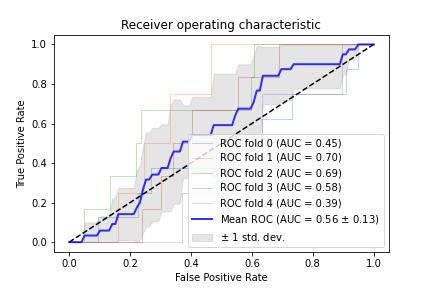 Receiver operating characteristic
True Positive Rate
1.0
0.8
0.6
0.4
0.2
0.0
ROC fold 0 (AUC = 0.45)
ROC fold 1 (AUC = 0.70)
ROC fold 2 (AUC = 0.69)
ROC fold 3 (AUC = 0.58)
ROC fold 4 (AUC = 0.39)
Mean ROC (AUC = 0.56 ± 0.13)
± 1 std. dev.
0.0 0.2 0.4 0.6 0.8 1.0
False Positive Rate